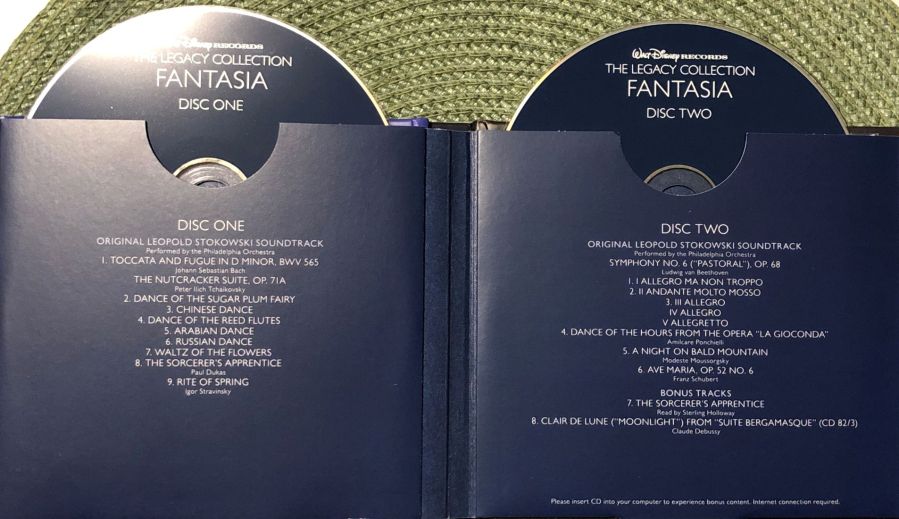 Walt Disney RECORDS
THE LEGACY COLLECTION
FANTASIA
DISC ONE
DISC ONE
ORIGINAL LEOPOLD STOKOWSKI SOUNDTRACK
Performed by the Philadelphia Orchestra
1. TOCCATA AND FUGUE IN D MINOR, BWV 565
Johann Sebastian Bach
THE NUTCRACKER SUITE, OP. 71A
Peter Ilich Tchaikovsky
2. DANCE OF THE SUGAR PLUM FAIRY
3. CHINESE DANCE
4. DANCE OF THE REED FLUTES
5. ARABIAN DANCE
6. RUSSIAN DANCE
7. WALTZ OF THE FLOWERS
8. THE SORCERER'S APPRENTICE
Paul Dukas
9. RITE OF SPRING
Igor Stravinsky
Walt Disney RECORDS
THE LEGACY COLLECTION
FANTASIA
DISC TWO
DISC TWO
ORIGINAL LEOPOLD STOKOWSKI SOUNDTRACK
Performed by the Philadelphia Orchestra
SYMPHONY NO. 6 ("PASTORAL"), OP. 68
Ludwig van Beethoven
1. I ALLEGRO MA NON TROPPO
2. II ANDANTE MOLTO MOSSO
3. III ALLEGRO
IV ALLEGRO
V ALLEGRETTO
4. DANCE OF THE HOURS FROM THE OPERA "LA GIOCONDA"
Amilcare Ponchielli
5. A NIGHT ON BALD MOUNTAIN
Modeste Moussorgsky
6. AVE MARIA, OP. 52 NO. 6
Franz Schubert
BONUS TRACKS
7. THE SORCERER'S APPRENTICE
Read by Sterling Holloway
8. CLAIR DE LUNE ("MOONLIGHT") FROM "SUITE BERGAMASQUE" (CD 82/3)
Claude Debussy
Please insert CD into your computer to experience bonus content. Internet connection required.